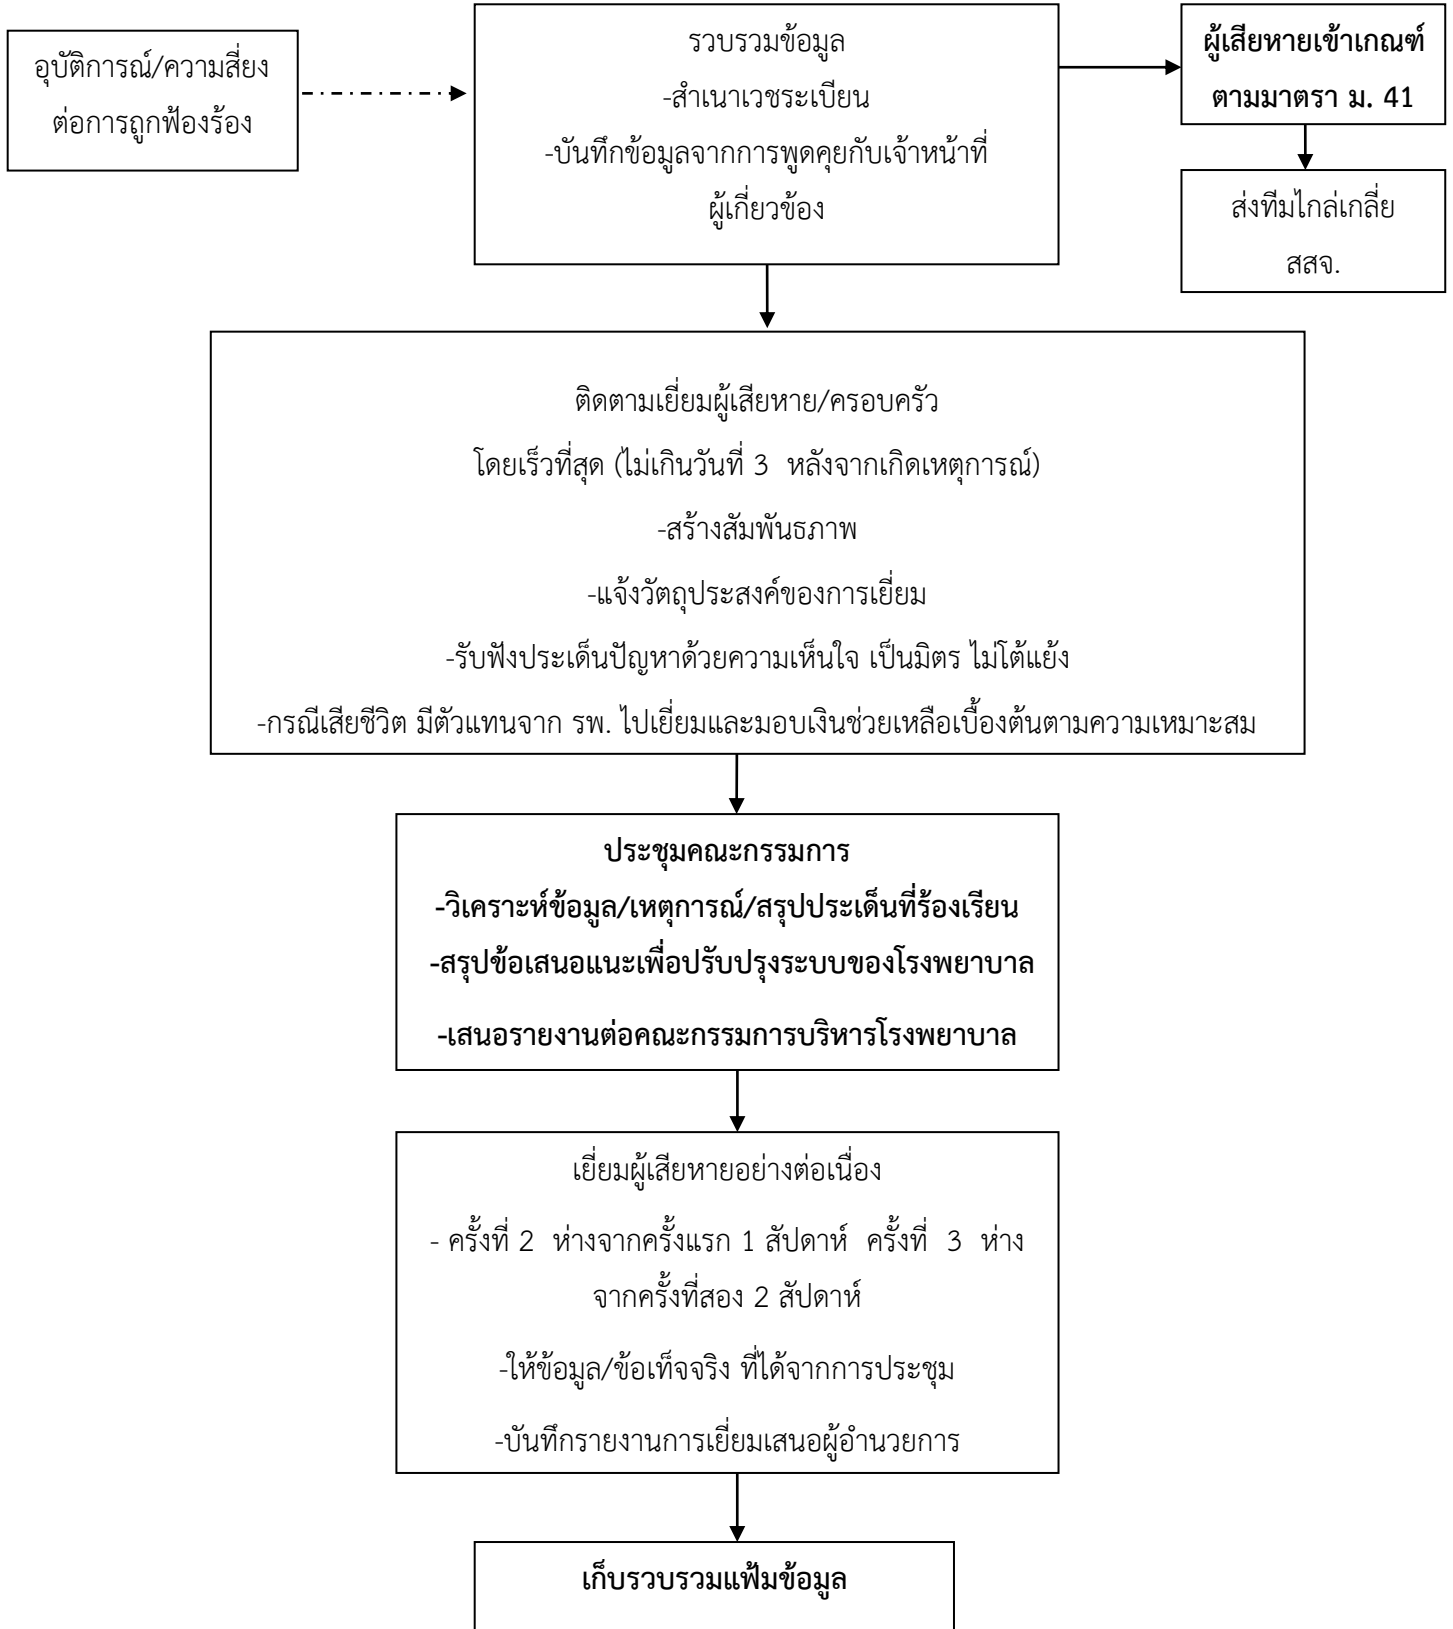 อุบัติการณ์/ความสี่ยง
ต่อการถูกฟ้องร้อง
รวบรวมข้อมูล
-สำเนาเวชระเบียน
-บันทึกข้อมูลจากการพูดคุยกับเจ้าหน้าที่
ผู้เกี่ยวข้อง
ผู้เสียหายเข้าเกณฑ์
ตามมาตรา ม. 41
ส่งทีมไกล่เกลี่ย
สสจ.
ติดตามเยี่ยมผู้เสียหาย/ครอบครัว
โดยเร็วที่สุด (ไม่เกินวันที่ 3 หลังจากเกิดเหตุการณ์)
-สร้างสัมพันธภาพ
-แจ้งวัตถุประสงค์ของการเยี่ยม
-รับฟังประเด็นปัญหาด้วยความเห็นใจ เป็นมิตร ไม่โต้แย้ง
-กรณีเสียชีวิต มีตัวแทนจาก รพ. ไปเยี่ยมและมอบเงินช่วยเหลือเบื้องต้นตามความเหมาะสม
ประชุมคณะกรรมการ
-วิเคราะห์ข้อมูล/เหตุการณ์/สรุปประเด็นที่ร้องเรียน
-สรุปข้อเสนอแนะเพื่อปรับปรุงระบบของโรงพยาบาล
-เสนอรายงานต่อคณะกรรมการบริหารโรงพยาบาล
เยี่ยมผู้เสียหายอย่างต่อเนื่อง
- ครั้งที่ 2 ห่างจากครั้งแรก 1 สัปดาห์ ครั้งที่ 3 ห่าง
จากครั้งที่สอง 2 สัปดาห์
-ให้ข้อมูล/ข้อเท็จจริง ที่ได้จากการประชุม
-บันทึกรายงานการเยี่ยมเสนอผู้อำนวยการ
เก็บรวบรวมแฟ้มข้อมูล